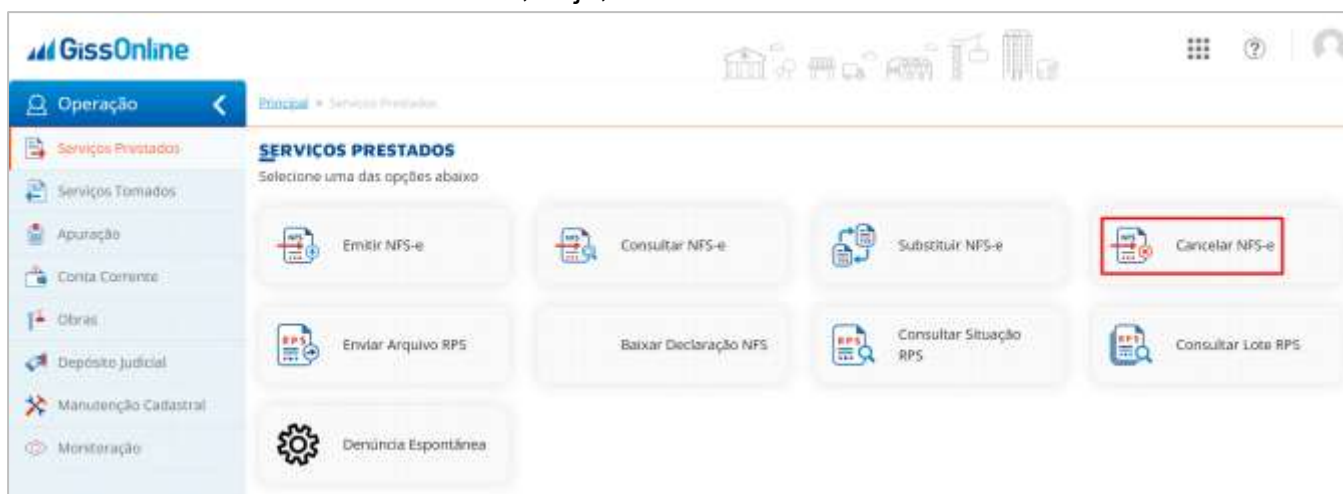 GissOnline
Operação
Principal » Serviços Prestados
Serviços Prestados
Serviços Tomados
Apuração
Conta Corrente
Obras
Depósito Judicial
Manutenção Cadastral
Monitoração
SERVIÇOS PRESTADOS
Selecione uma das opções abaixo
Emitir NFS-e
Consultar NFS-e
Substituir NFS-e
Cancelar NFS-e
Enviar Arquivo RPS
Baixar Declaração NFS
Consultar Situação
RPS
Consultar Lote RPS
Denúncia Espontânea